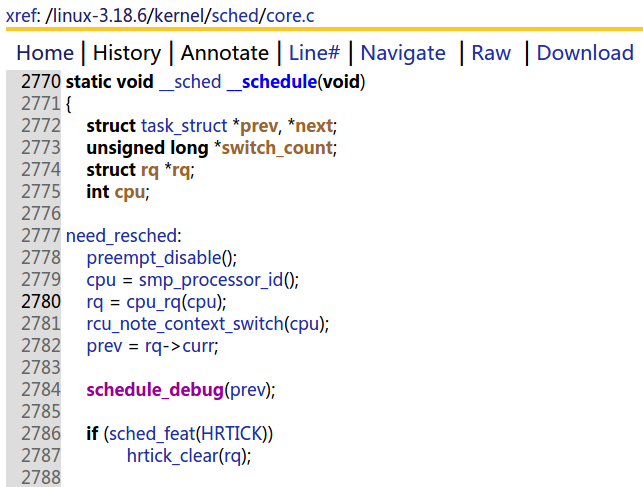 xref: /linux-3.18.6/kernel/sched/core.c
Home | History | Annotate | Line# | Navigate | Raw | Download
2770 static void __sched __schedule(void)
2771 {
2772 struct task_struct *prev, *next;
2773 unsigned long *switch_count;
2774 struct rq *rq;
2775 int cpu;
2776
2777 need_resched:
2778 preempt_disable();
2779 cpu = smp_processor_id();
2780 rq = cpu_rq(cpu);
2781 rcu_note_context_switch(cpu);
2782 prev = rq->curr;
2783
2784 schedule_debug(prev);
2785
2786 if (sched_feat(HRTICK))
2787 hrtick_clear(rq);
2788